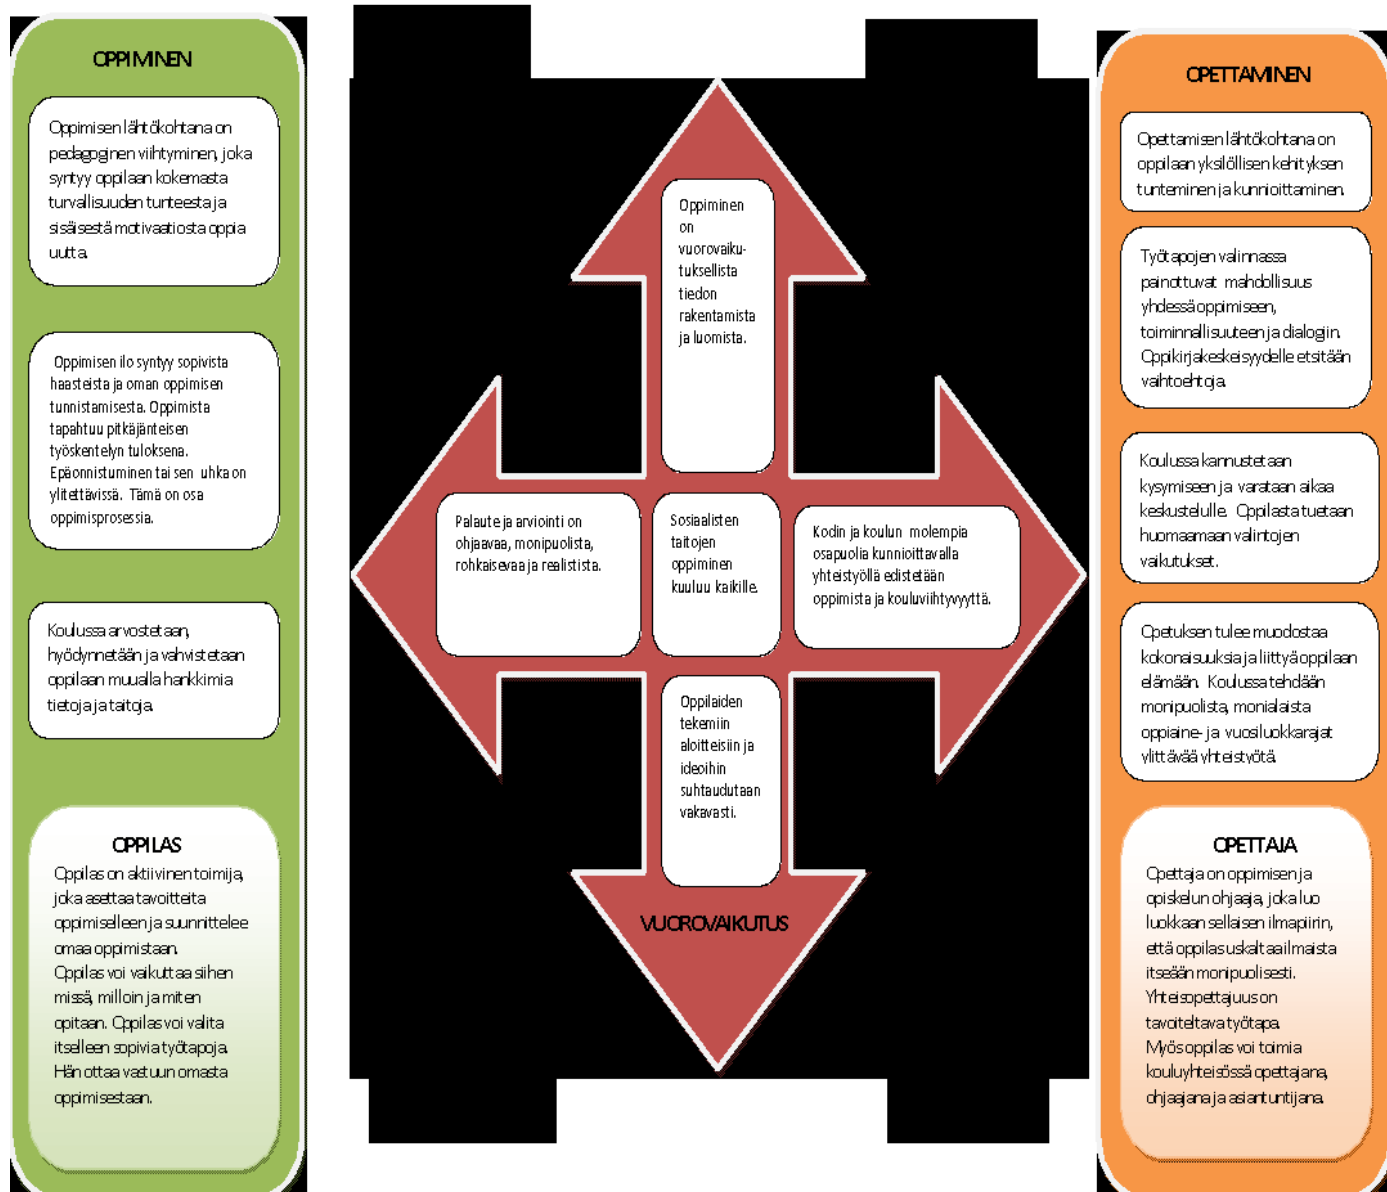 OPPIMINEN
Oppimisen lähtökohtana on
pedagoginen viihtyminen, joka
syntyy oppilaan kokemasta
turvallisuuden tunteesta ja
sisäisestä motivaatiosta oppia
uutta.
Oppimisen ilo syntyy sopivista
haasteista ja oman oppimisen
tunnistamisesta. Oppimista
tapahtuu pitkäjänteisen
työskentelyn tuloksena.
Epäonnistuminen tai sen uhka on
ylitettävissä. Tämä on osa
oppimisprosessia.
Koulussa arvostetaan,
hyödynnetään ja vahvistetaan
oppilaan muualla hankkimia
tietoja ja taitoja.
OPPILAS
Oppilas on aktiivinen toimija,
joka asettaa tavoitteita
oppimiselleen ja suunnittelee
omaa oppimistaan.
Oppilas voi vaikuttaa siihen
missä, milloin ja miten
opitaan. Oppilas voi valita
itselleen sopivia työtapoja.
Hän ottaa vastuun omasta
oppimisestaan.
Oppiminen
on
vuorovaiku-
tuksellista
tiedon
rakentamista
ja luomista.
Palaute ja arviointi on
ohjaavaa, monipuolista,
rohkaisevaa ja realistista.
Sosiaalisten
taitojen
oppiminen
kuuluu kaikille.
Kodin ja koulun molempia
osapuolia kunnioittavalla
yhteistyöllä edistetään
oppimista ja kouluviihtyvyyttä.
Oppilaiden
tekemiin
aloitteisiin ja
ideoihin
suhtaudutaan
vakavasti.
VUOROVAIKUTUS
OPETTAMINEN
Opettamisen lähtökohtana on
oppilaan yksilöllisen kehityksen
tunteminen ja kunnioittaminen.
Työtapojen valinnassa
painottuvat mahdollisuus
yhdessä oppimiseen,
toiminnallisuuteen ja dialogiin.
Oppikirjakeskeisyydelle etsitään
vaihtoehtoja.
Koulussa kannustetaan
kysymiseen ja varataan aikaa
keskustelulle. Oppilasta tuetaan
huomaamaan valintojen
vaikutukset.
Opetuksen tulee muodostaa
kokonaisuuksia ja liittyä oppilaan
elämään. Koulussa tehdään
monipuolista, monialaista
oppiaine- ja vuosiluokkarajat
ylittävää yhteistyötä.
OPETTAJA
Opettaja on oppimisen ja
opiskelun ohjaaja, joka luo
luokkaan sellaisen ilmapiirin,
että oppilas uskaltaa ilmaista
itseään monipuolisesti.
Yhteisopettajuus on
tavoiteltava työtapa.
Myös oppilas voi toimia
kouluyhteisössä opettajana,
ohjaajana ja asiantuntijana.